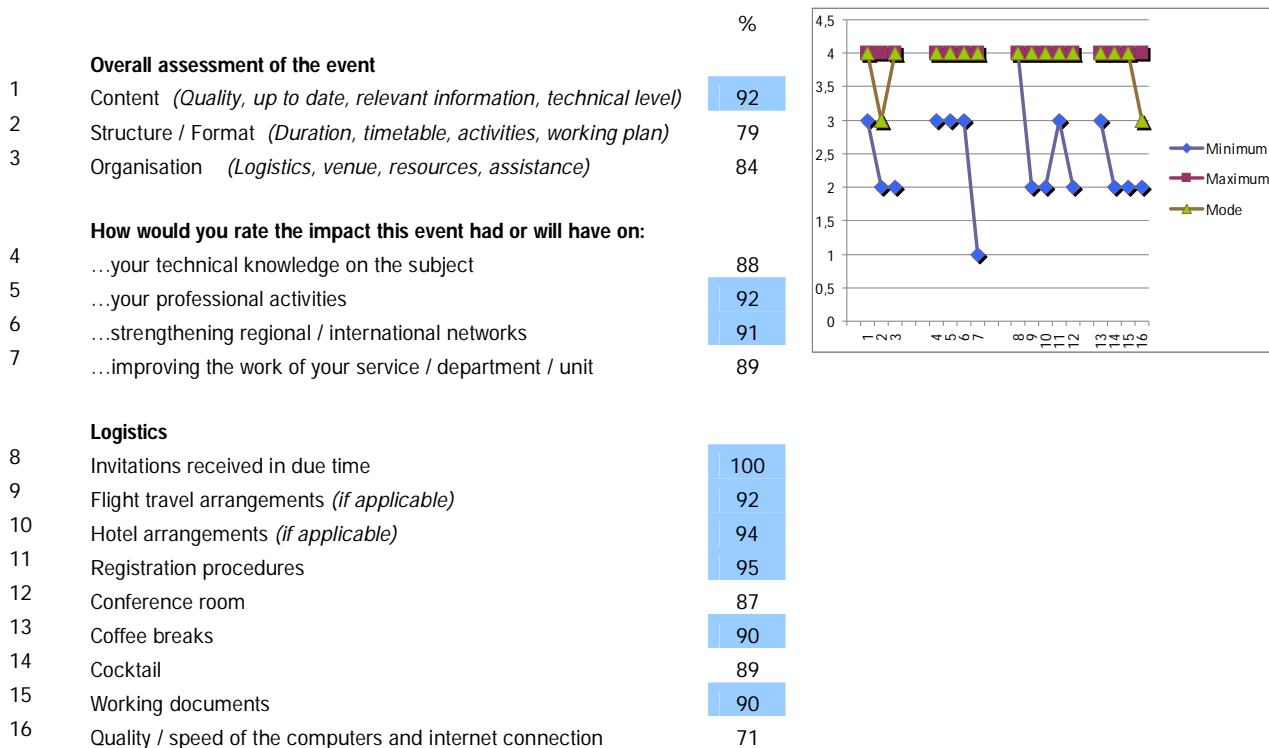 %
Overall assessment of the event
1 Content (Quality, up to date, relevant information, technical level) 92
2 Structure / Format (Duration, timetable, activities, working plan) 79
3 Organisation (Logistics, venue, resources, assistance) 84
How would you rate the impact this event had or will have on:
4 …your technical knowledge on the subject 88
5 …your professional activities 92
6 …strengthening regional / international networks 91
7 …improving the work of your service / department / unit 89
Logistics
8 Invitations received in due time 100
9 Flight travel arrangements (if applicable) 92
10 Hotel arrangements (if applicable) 94
11 Registration procedures 95
12 Conference room 87
13 Coffee breaks 90
14 Cocktail 89
15 Working documents 90
16 Quality / speed of the computers and internet connection 71
4,5
4
3,5
3
2,5
2
1,5
1
0,5
0
1 2 3 4 5 6 7 8 9 10 11 12 13 14 15 16
Minimum
Maximum
Mode